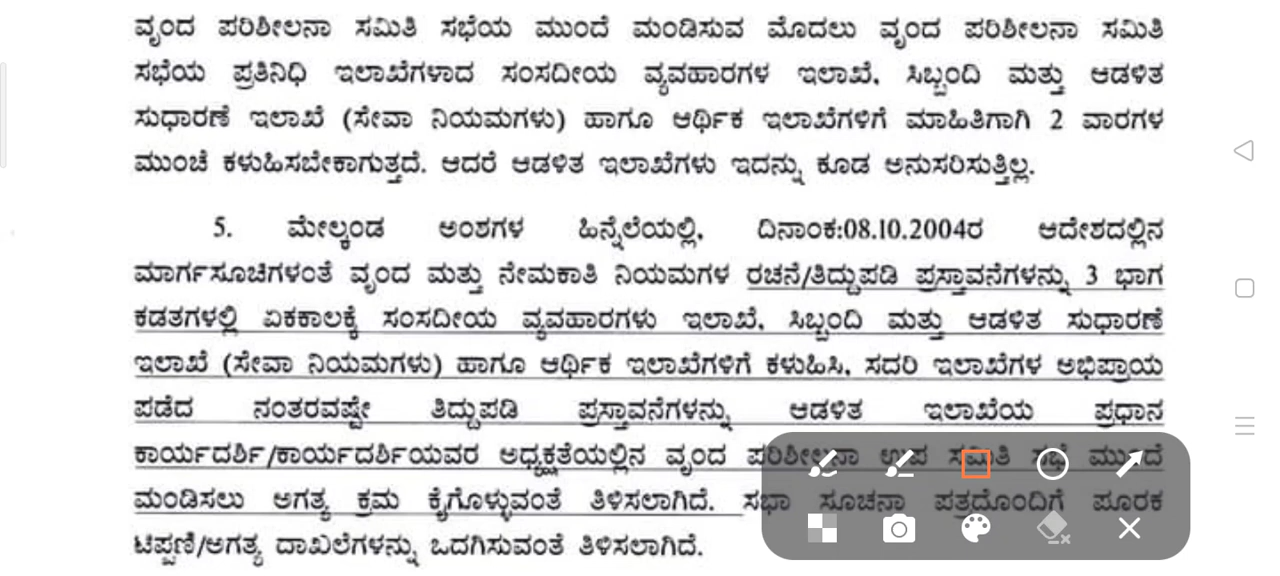 ವೃಂದ ಪರಿಶೀಲನಾ ಸಮಿತಿ ಸಭೆಯ ಮುಂದೆ ಮಂಡಿಸುವ ಮೊದಲು ವೃಂದ ಪರಿಶೀಲನಾ ಸಮಿತಿ
ಸಭೆಯ ಪ್ರತಿನಿಧಿ ಇಲಾಖೆಗಳಾದ ಸಂಸದೀಯ ವ್ಯವಹಾರಗಳ ಇಲಾಖೆ, ಸಿಬ್ಬಂದಿ ಮತ್ತು ಆಡಳಿತ
ಸುಧಾರಣೆ ಇಲಾಖೆ (ಸೇವಾ ನಿಯಮಗಳು) ಹಾಗೂ ಆರ್ಥಿಕ ಇಲಾಖೆಗಳಿಗೆ ಮಾಹಿತಿಗಾಗಿ 2 ವಾರಗಳ
ಮುಂಚೆ ಕಳುಹಿಸಬೇಕಾಗುತ್ತದೆ. ಆದರೆ ಆಡಳಿತ ಇಲಾಖೆಗಳು ಇದನ್ನು ಕೂಡ ಅನುಸರಿಸುತ್ತಿಲ್ಲ.
5. ಮೇಲ್ಕಂಡ ಅಂಶಗಳ ಹಿನ್ನೆಲೆಯಲ್ಲಿ, ದಿನಾಂಕ:08.10.2004ರ ಆದೇಶದಲ್ಲಿನ
ಮಾರ್ಗಸೂಚಿಗಳಂತೆ ವೃಂದ ಮತ್ತು ನೇಮಕಾತಿ ನಿಯಮಗಳ ರಚನೆ/ತಿದ್ದುಪಡಿ ಪ್ರಸ್ತಾವನೆಗಳನ್ನು 3 ಭಾಗ
ಕಡತಗಳಲ್ಲಿ ಏಕಕಾಲಕ್ಕೆ ಸಂಸದೀಯ ವ್ಯವಹಾರಗಳು ಇಲಾಖೆ, ಸಿಬ್ಬಂದಿ ಮತ್ತು ಆಡಳಿತ ಸುಧಾರಣೆ
ಇಲಾಖೆ (ಸೇವಾ ನಿಯಮಗಳು) ಹಾಗೂ ಆರ್ಥಿಕ ಇಲಾಖೆಗಳಿಗೆ ಕಳುಹಿಸಿ, ಸದರಿ ಇಲಾಖೆಗಳ ಅಭಿಪ್ರಾಯ
ಪಡೆದ ನಂತರವಷ್ಟೇ ತಿದ್ದುಪಡಿ ಪ್ರಸ್ತಾವನೆಗಳನ್ನು ಆಡಳಿತ ಇಲಾಖೆಯ ಪ್ರಧಾನ
ಕಾರ್ಯದರ್ಶಿ/ಕಾರ್ಯದರ್ಶಿಯವರ ಅಧ್ಯಕ್ಷತೆಯಲ್ಲಿನ ವೃಂದ ಪರಿಶೀಲನಾ ಉಪ ಸಮಿತಿ ಸಭೆ ಮುಂದೆ
ಮಂಡಿಸಲು ಅಗತ್ಯ ಕ್ರಮ ಕೈಗೊಳ್ಳುವಂತೆ ತಿಳಿಸಲಾಗಿದೆ. ಸಭಾ ಸೂಚನಾ ಪತ್ರದೊಂದಿಗೆ ಪೂರಕ
ಟಿಪ್ಪಣಿ/ಅಗತ್ಯ ದಾಖಲೆಗಳನ್ನು ಒದಗಿಸುವಂತೆ ತಿಳಿಸಲಾಗಿದೆ.